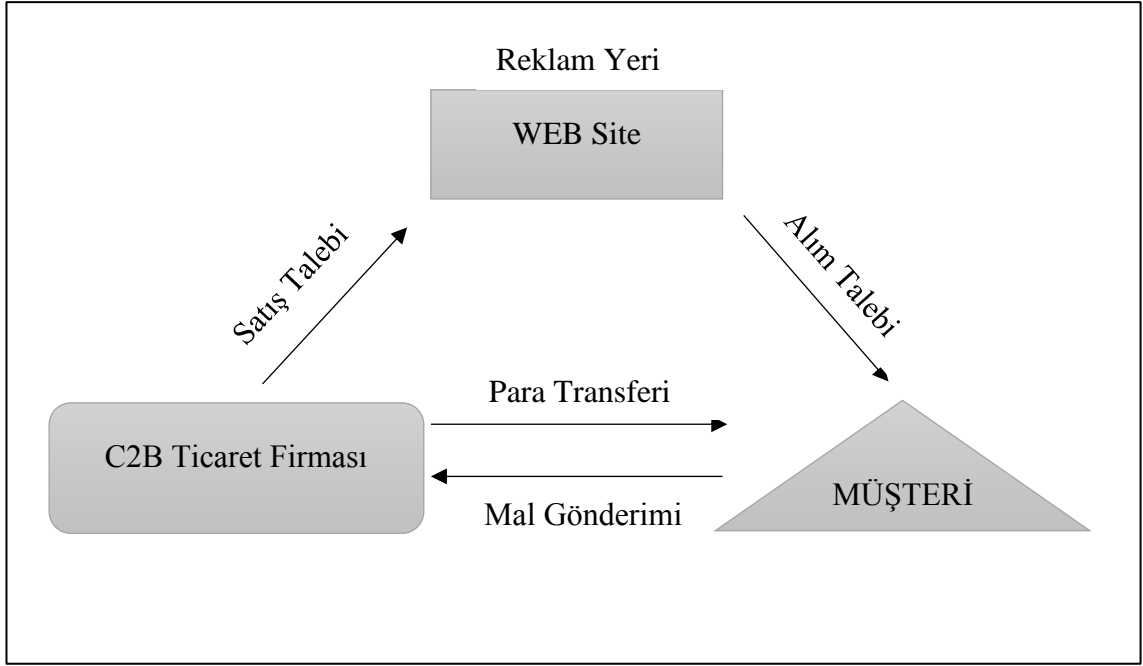 Reklam Yeri
WEB Site
Satış Talebi
Alım Talebi
Para Transferi
C2B Ticaret Firması
MÜŞTERİ
Mal Gönderimi